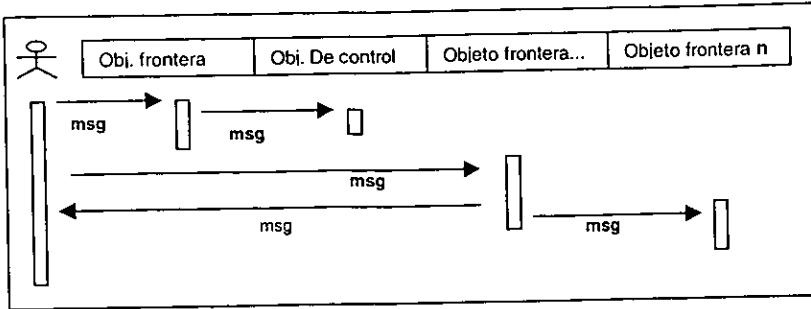 Obj. frontera Obj. De control Objeto frontera... Objeto frontera n
msg msg
msg
msg msg